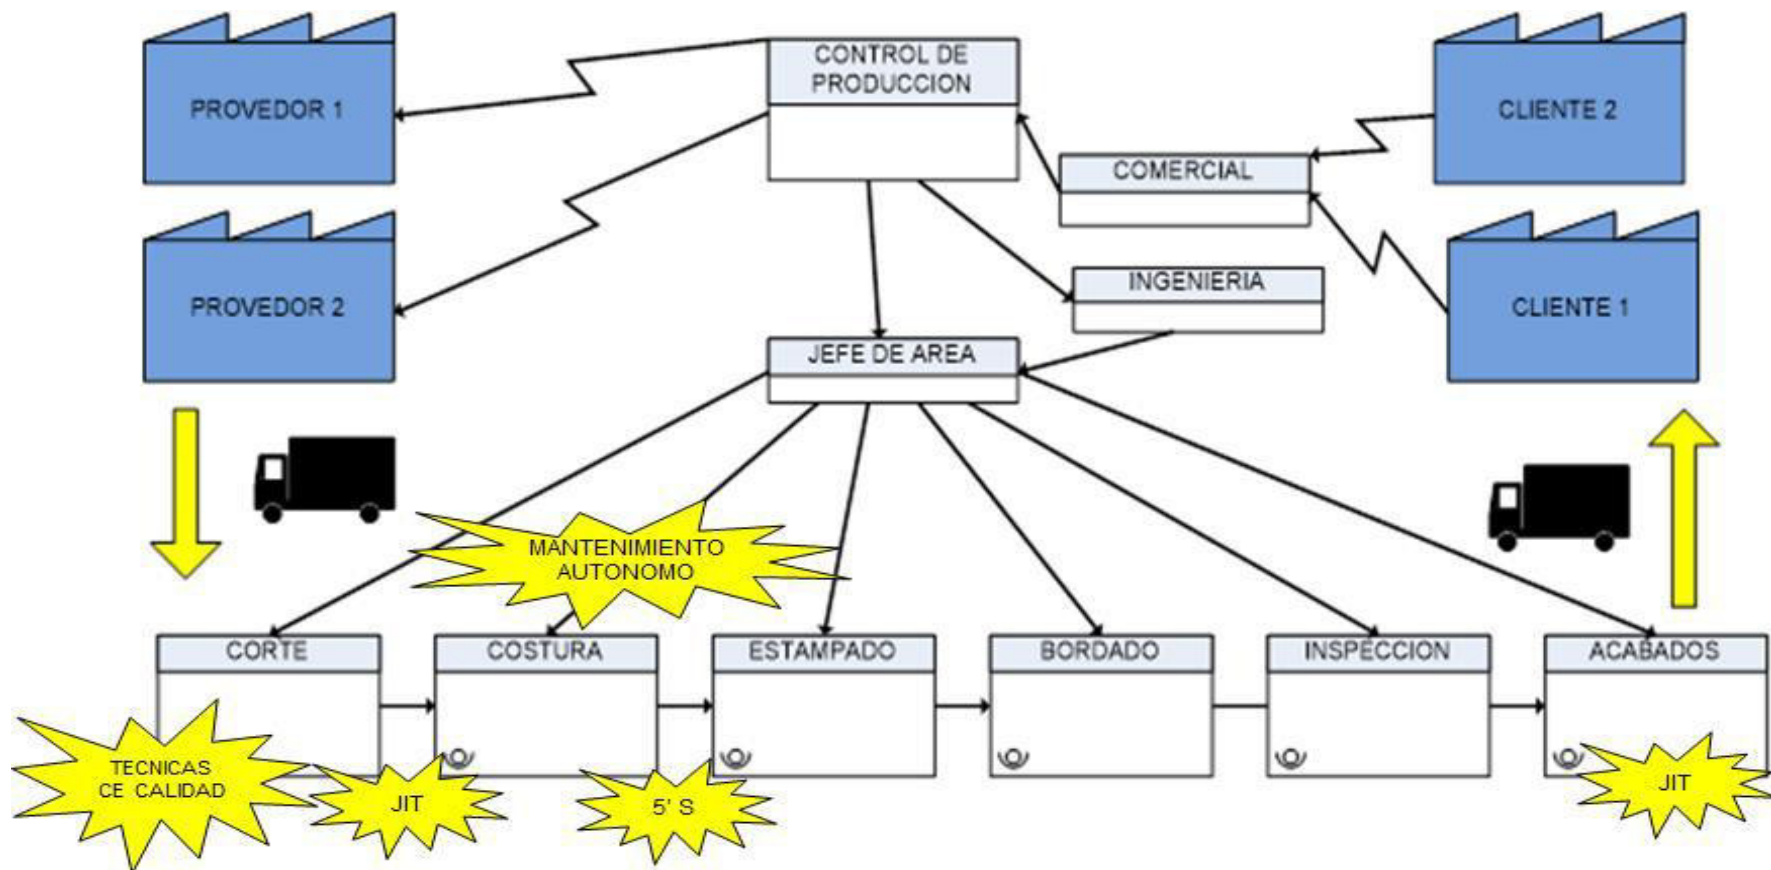 PROVEDOR 1
CONTROL DE
PRODUCCION
CLIENTE 2
COMERCIAL
PROVEDOR 2
INGENIERIA
CLIENTE 1
JEFE DE AREA
MANTENIMIENTO
AUTONOMO
CORTE
COSTURA
ESTAMPADO
BORDADO
INSPECCION
ACABADOS
TECNICAS
CE CALIDAD
JIT
5' S
JIT